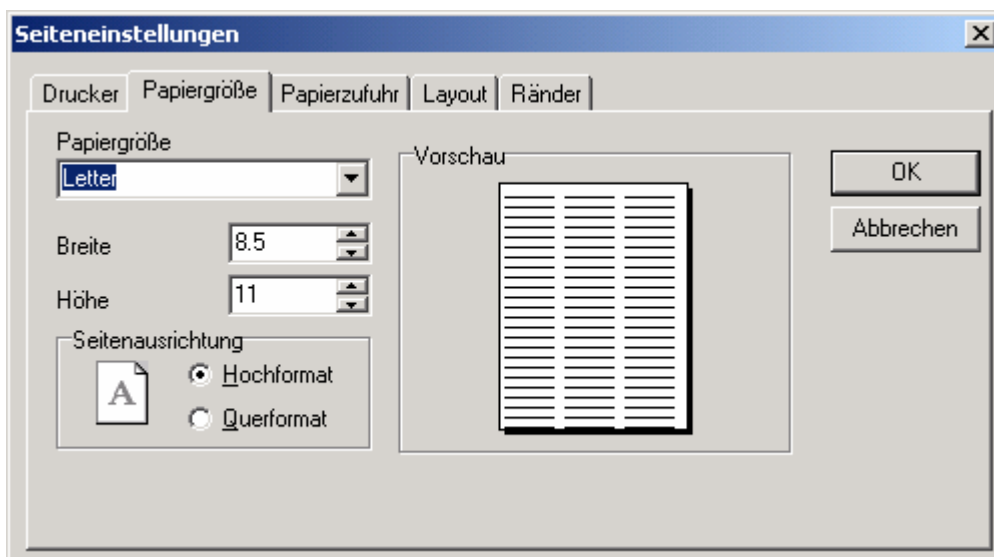 Seiteneinstellungen
Drucker Papiergröße Papierzufuhr Layout Ränder
Papiergröße
Letter
Breite 8.5
Höhe 11
Seitenausrichtung
A
Hochformat
Querformat
Vorschau
OK
Abbrechen